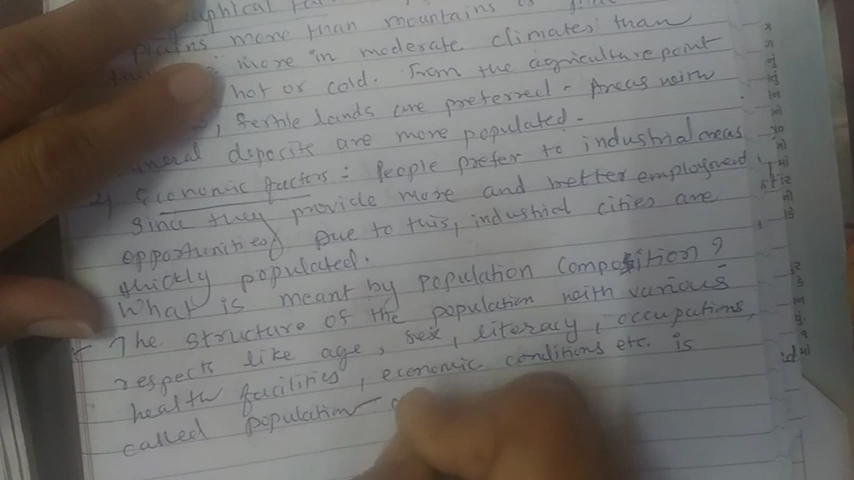 plains more than mountains is
more in moderate climates than
hot or cold. From the agriculture point
, fertile lands are preferred. Areas with
mineral deposits are more populated.
2) Economic factors : People prefer to industrial areas
since they provide more and better employment
opportunities. Due to this, industrial cities are
quickly populated.
What is meant by population composition?
The structure of the population with various
respects like age, sex, literacy, occupations,
health facilities, economic conditions etc. is
called population